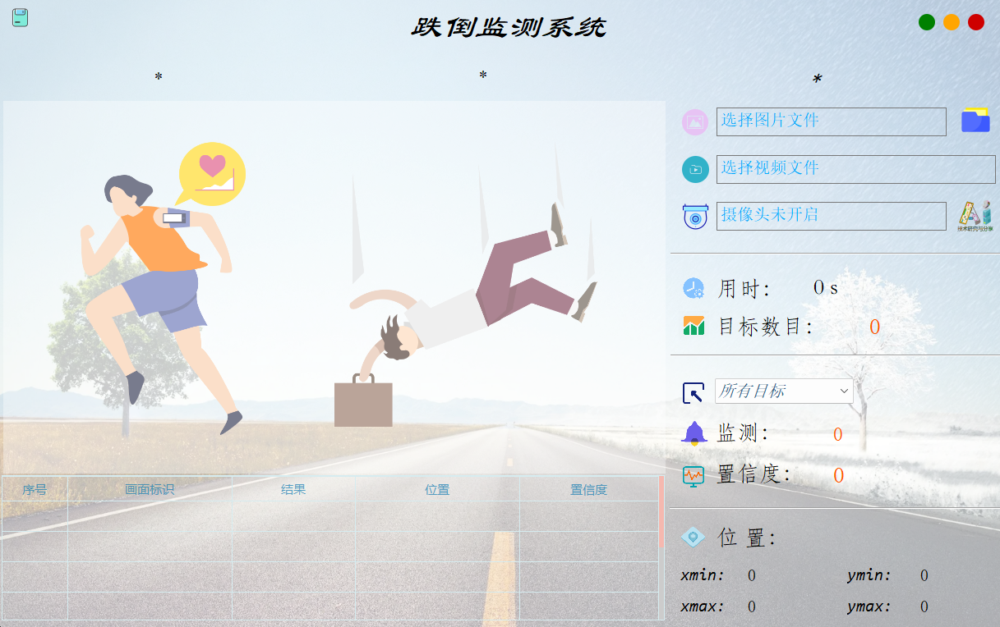 跌倒监测系统
* * *
选择图片文件
选择视频文件
摄像头未开启
Ai
技术研究与分享
用时: 0 s
目标数目: 0
所有目标
监测: 0
置信度: 0
位 置:
xmin: 0 ymin: 0
xmax: 0 ymax: 0
序号 画面标识 结果 位置 置信度